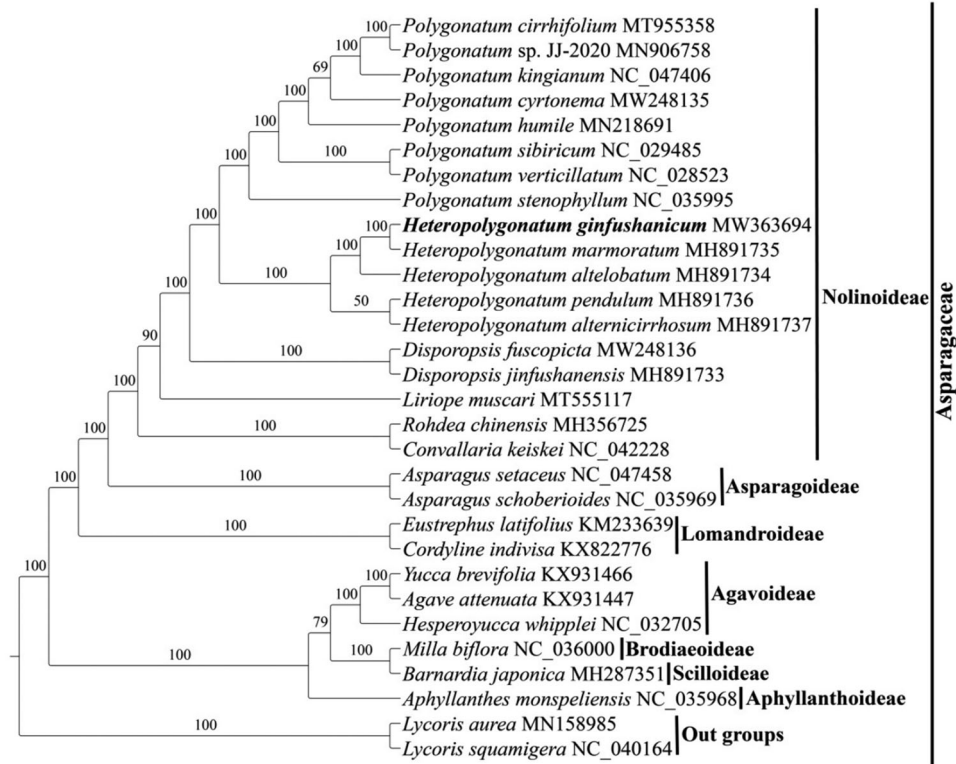 100
Polygonatum cirrhifolium MT955358
100
Polygonatum sp. JJ-2020 MN906758
69
Polygonatum kingianum NC_047406
100
Polygonatum cyrtonema MW248135
100
Polygonatum humile MN218691
100
100
Polygonatum sibiricum NC_029485
Polygonatum verticillatum NC_028523
100
Polygonatum stenophyllum NC_035995
100
Heteropolygonatum ginfushanicum MW363694
100
Heteropolygonatum marmoratum MH891735
100
Heteropolygonatum altelobatum MH891734
100
50
Heteropolygonatum pendulum MH891736
Heteropolygonatum alternicirrhosum MH891737
Nolinoideae
90
100
Disporopsis fuscopicta MW248136
Disporopsis jinfushanensis MH891733
100
Liriope muscari MT555117
100
100
Rohdea chinensis MH356725
Convallaria keiskei NC_042228
100
Asparagus setaceus NC_047458
Asparagus schoberioides NC_035969
Asparagoideae
100
100
Eustrephus latifolius KM233639
Cordyline indivisa KX822776
Lomandroideae
100
Yucca brevifolia KX931466
100
Agave attenuata KX931447
79
Hesperoyucca whipplei NC_032705
Agavoideae
100
Milla biflora NC_036000 Brodiaeoideae
100
Barnardia japonica MH287351 Scilloideae
Aphyllanthes monspeliensis NC_035968 Aphyllanthoideae
100
Lycoris aurea MN158985
Lycoris squamigera NC_040164
Out groups
Asparagaceae